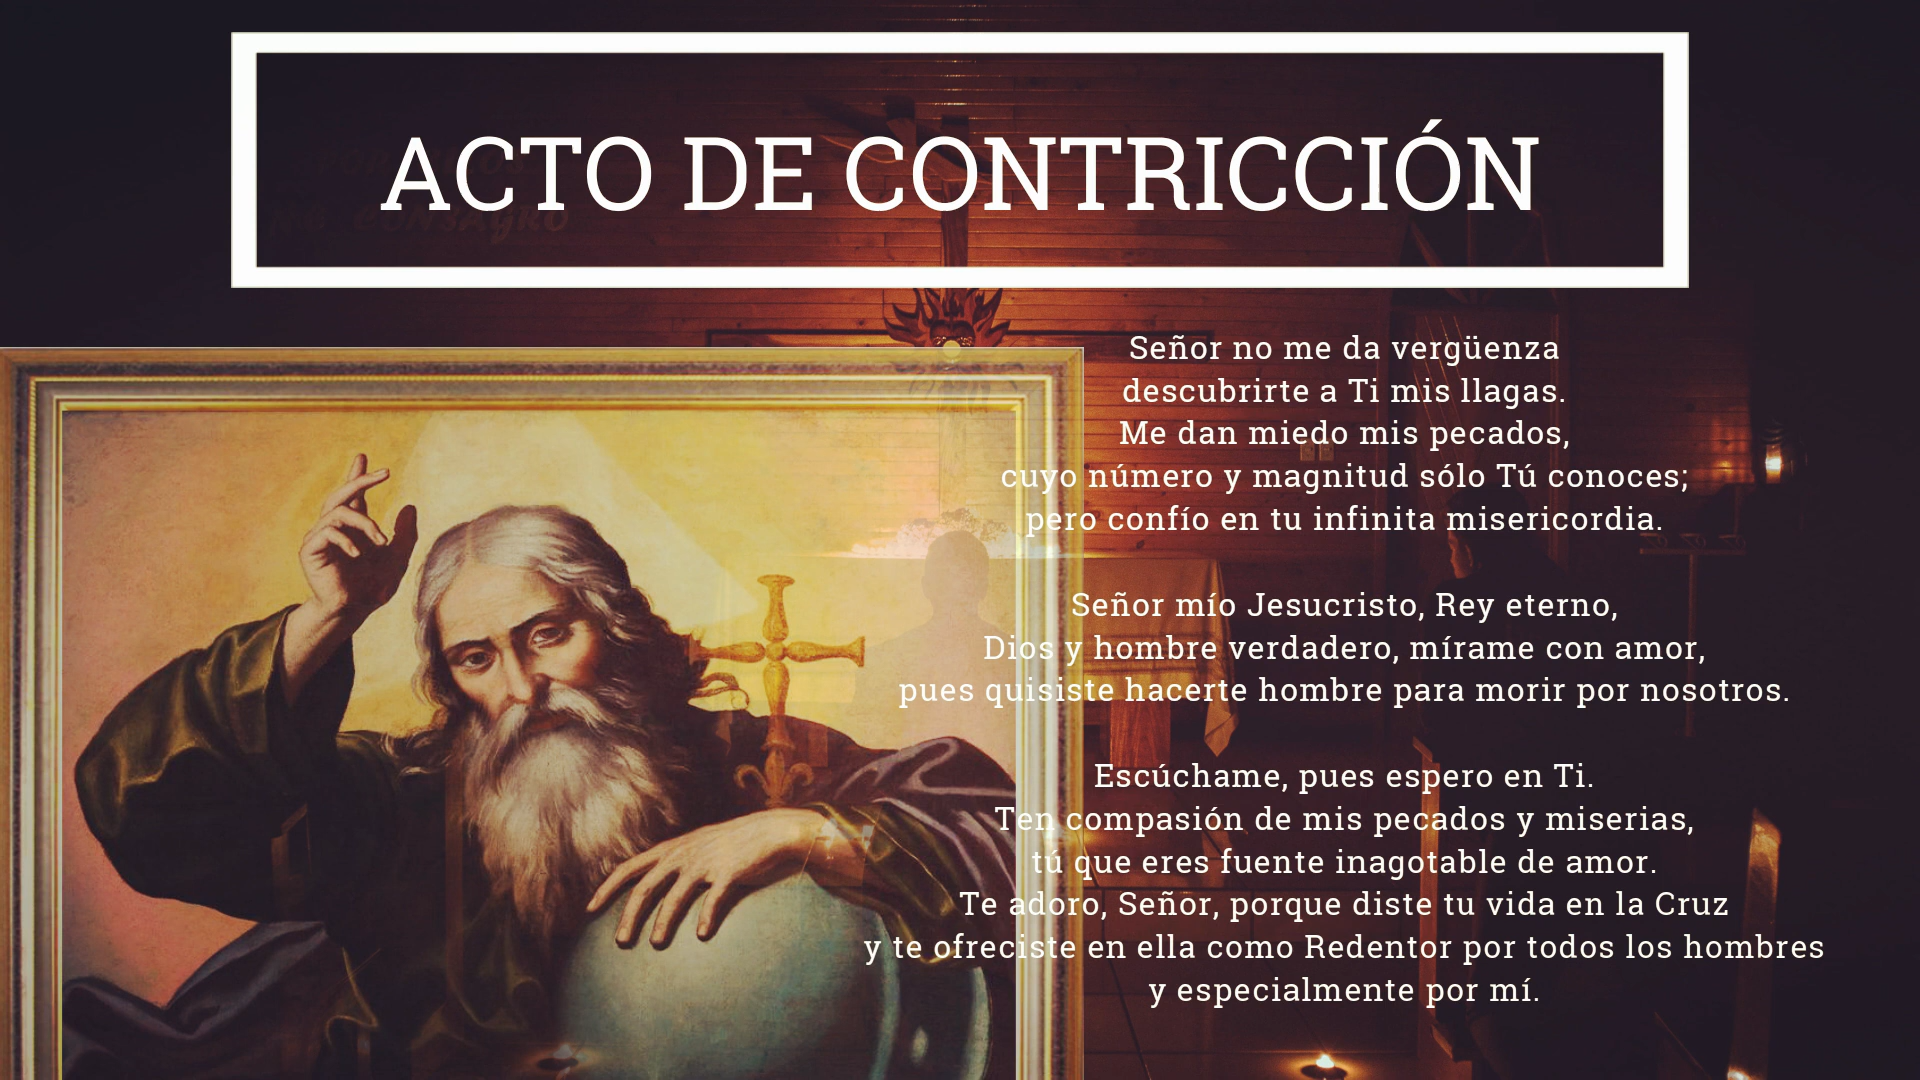 ACTO DE CONTRICCIÓN
Señor no me da vergüenza
descubrirte a Ti mis llagas.
Me dan miedo mis pecados,
cuyo número y magnitud sólo Tú conoces;
pero confío en tu infinita misericordia.
Señor mío Jesucristo, Rey eterno,
Dios y hombre verdadero, mírame con amor,
pues quisiste hacerte hombre para morir por nosotros.
Escúchame, pues espero en Ti.
Ten compasión de mis pecados y miserias,
tú que eres fuente inagotable de amor.
Te adoro, Señor, porque diste tu vida en la Cruz
y te ofreciste en ella como Redentor por todos los hombres
y especialmente por mí.